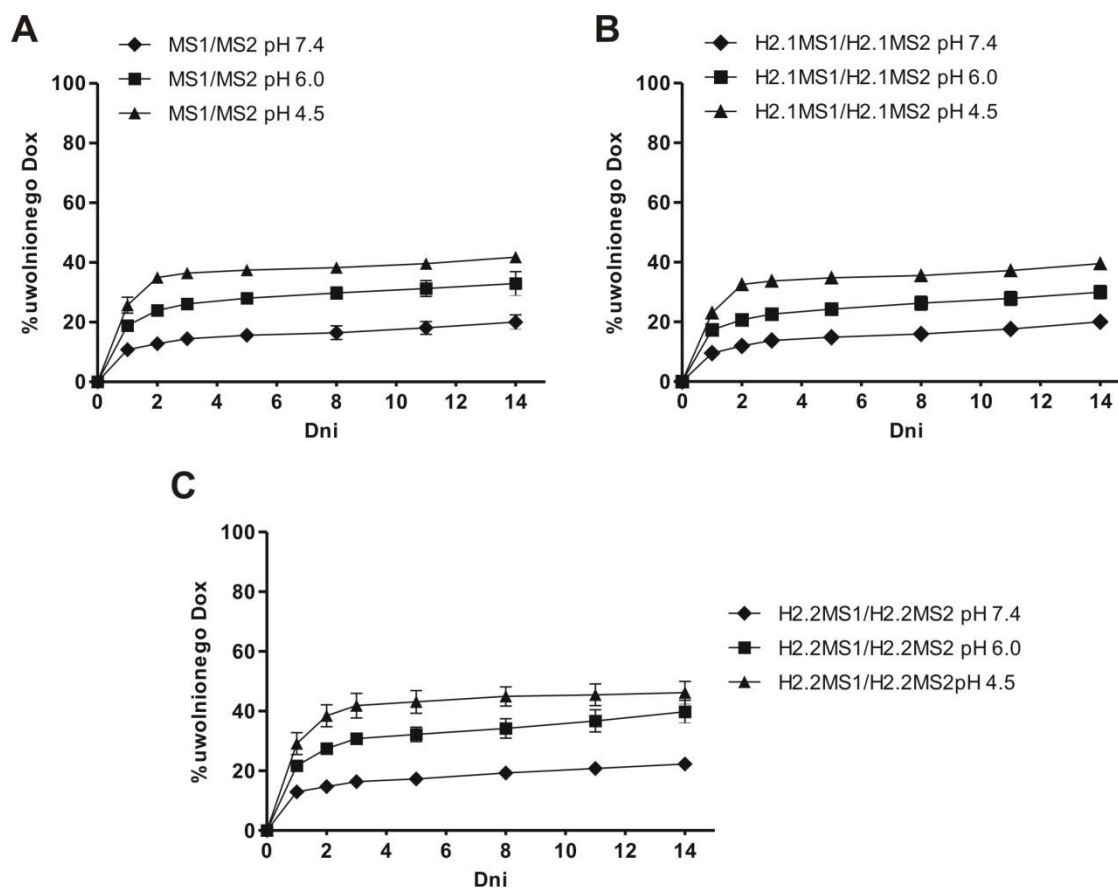 A
MS1/MS2 pH 7.4
MS1/MS2 pH 6.0
MS1/MS2 pH 4.5
%uwolnionego Dox
100
80
60
40
20
0
0 2 4 6 8 10 12 14
Dni
B
H2.1MS1/H2.1MS2 pH 7.4
H2.1MS1/H2.1MS2 pH 6.0
H2.1MS1/H2.1MS2 pH 4.5
%uwolnionego Dox
100
80
60
40
20
0
0 2 4 6 8 10 12 14
Dni
C
%uwolnionego Dox
100
80
60
40
20
0
0 2 4 6 8 10 12 14
Dni
H2.2MS1/H2.2MS2 pH 7.4
H2.2MS1/H2.2MS2 pH 6.0
H2.2MS1/H2.2MS2pH 4.5